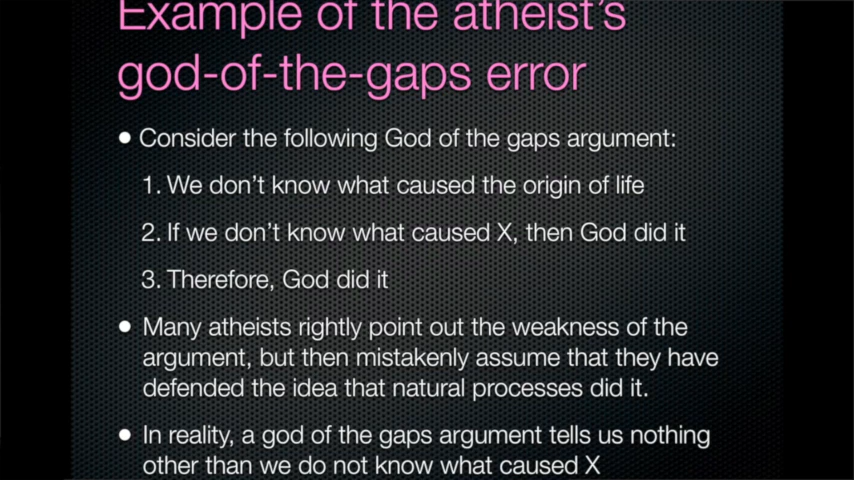 Example of the atheist's
god-of-the-gaps error
• Consider the following God of the gaps argument:
1. We don't know what caused the origin of life
2. If we don't know what caused X, then God did it
3. Therefore, God did it
• Many atheists rightly point out the weakness of the
argument, but then mistakenly assume that they have
defended the idea that natural processes did it.
• In reality, a god of the gaps argument tells us nothing
other than we do not know what caused X